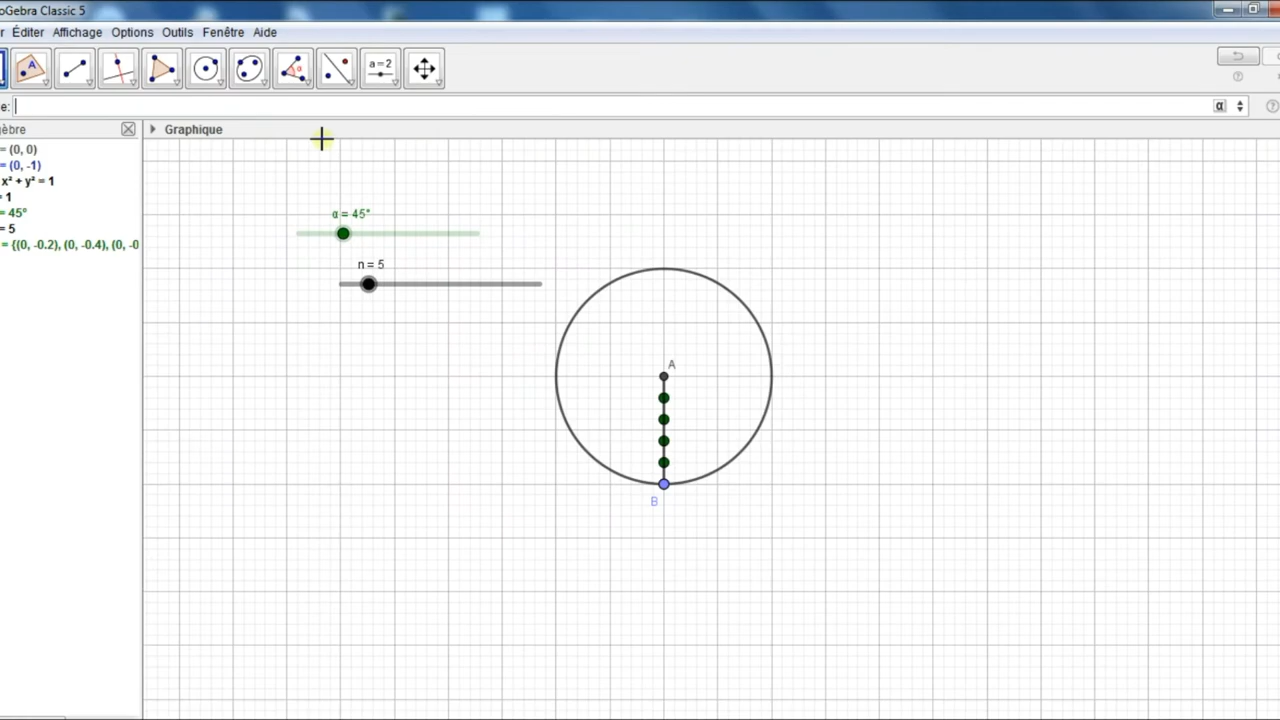 oGebra Classic 5
r Éditer Affichage Options Outils Fenêtre Aide
A
α
a = 2
e:
α
èbre
Graphique
= (0, 0)
= (0, -1)
x² + y² = 1
= 1
= 45°
= 5
= {(0, -0.2), (0, -0.4), (0, -0
α = 45°
n = 5
A
B